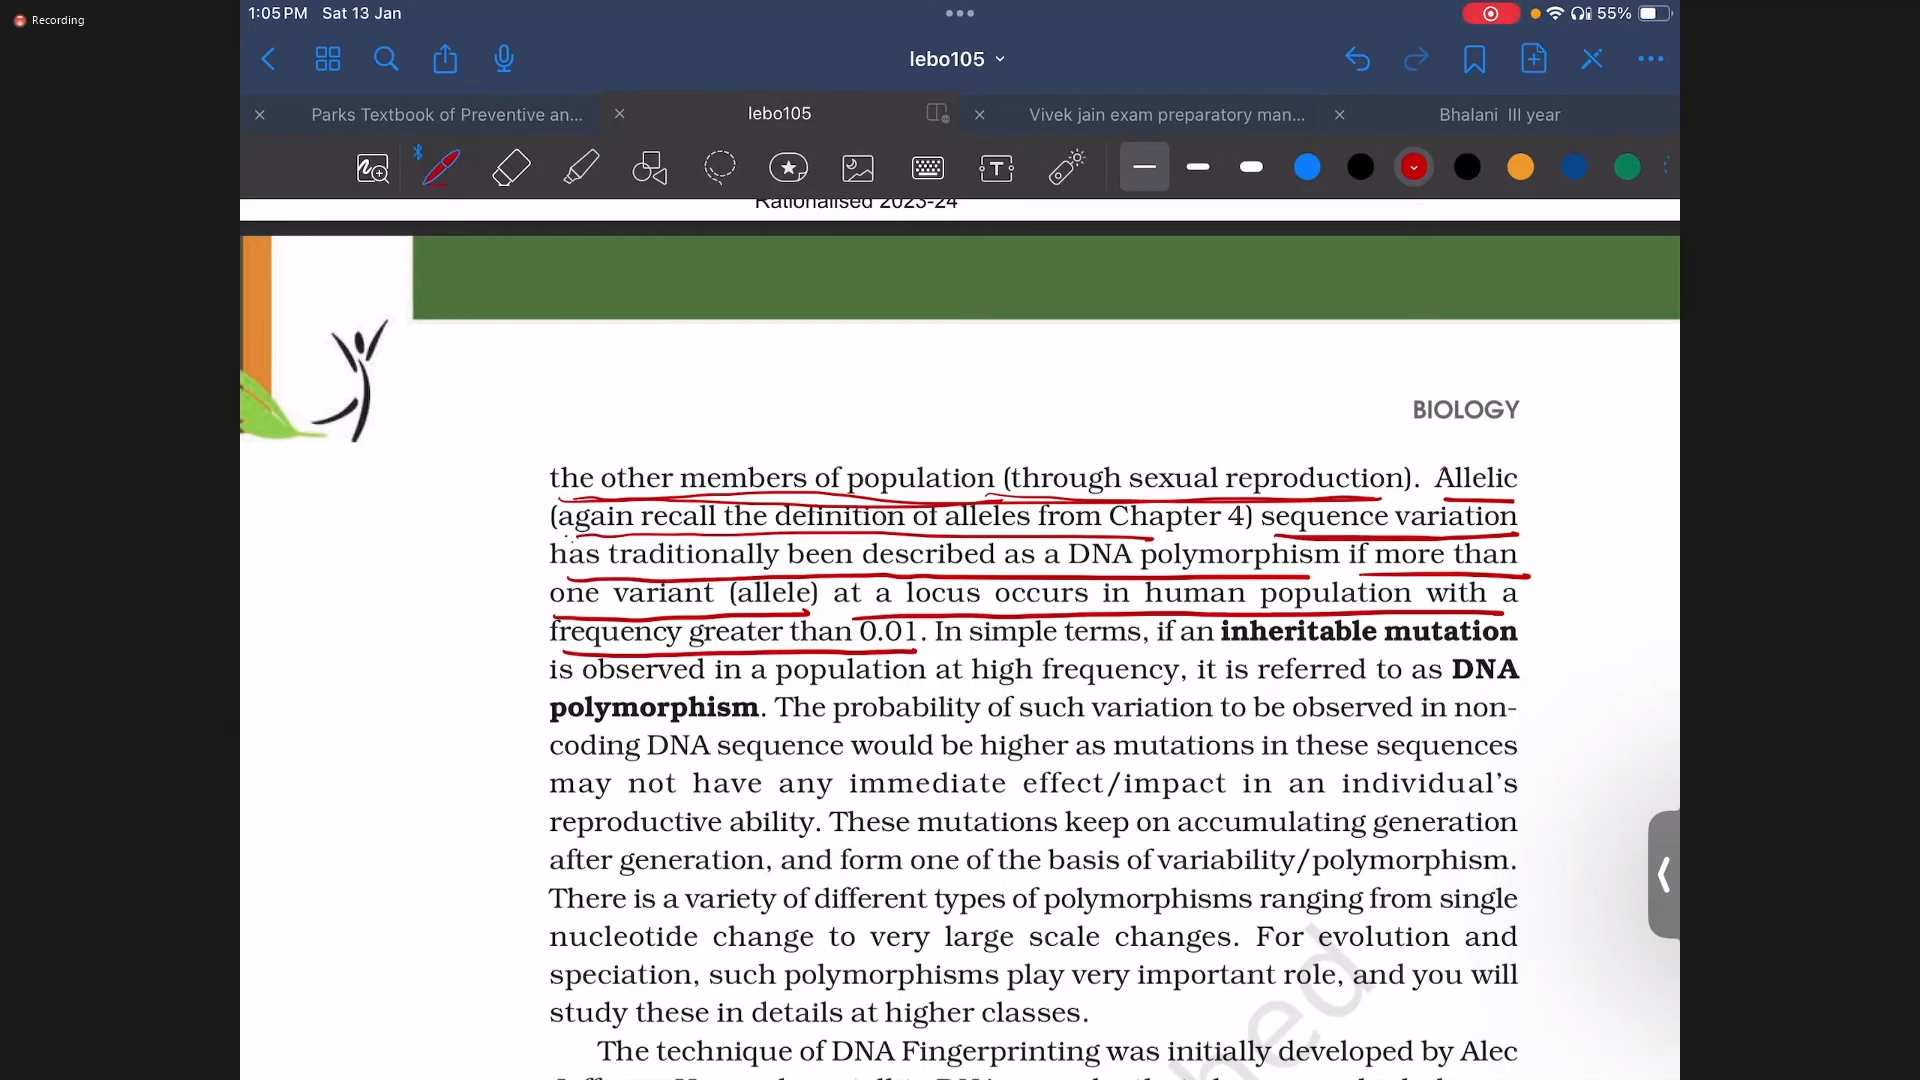 Recording
1:05 PM Sat 13 Jan
55%
lebo105
Parks Textbook of Preventive an...
lebo105
Vivek jain exam preparatory man...
Bhalani III year
Rationalised 2023-24
BIOLOGY
the other members of population (through sexual reproduction). Allelic
(again recall the definition of alleles from Chapter 4) sequence variation
has traditionally been described as a DNA polymorphism if more than
one variant (allele) at a locus occurs in human population with a
frequency greater than 0.01. In simple terms, if an inheritable mutation
is observed in a population at high frequency, it is referred to as DNA
polymorphism. The probability of such variation to be observed in non-
coding DNA sequence would be higher as mutations in these sequences
may not have any immediate effect/impact in an individual's
reproductive ability. These mutations keep on accumulating generation
after generation, and form one of the basis of variability/polymorphism.
There is a variety of different types of polymorphisms ranging from single
nucleotide change to very large scale changes. For evolution and
speciation, such polymorphisms play very important role, and you will
study these in details at higher classes.
The technique of DNA Fingerprinting was initially developed by Alec